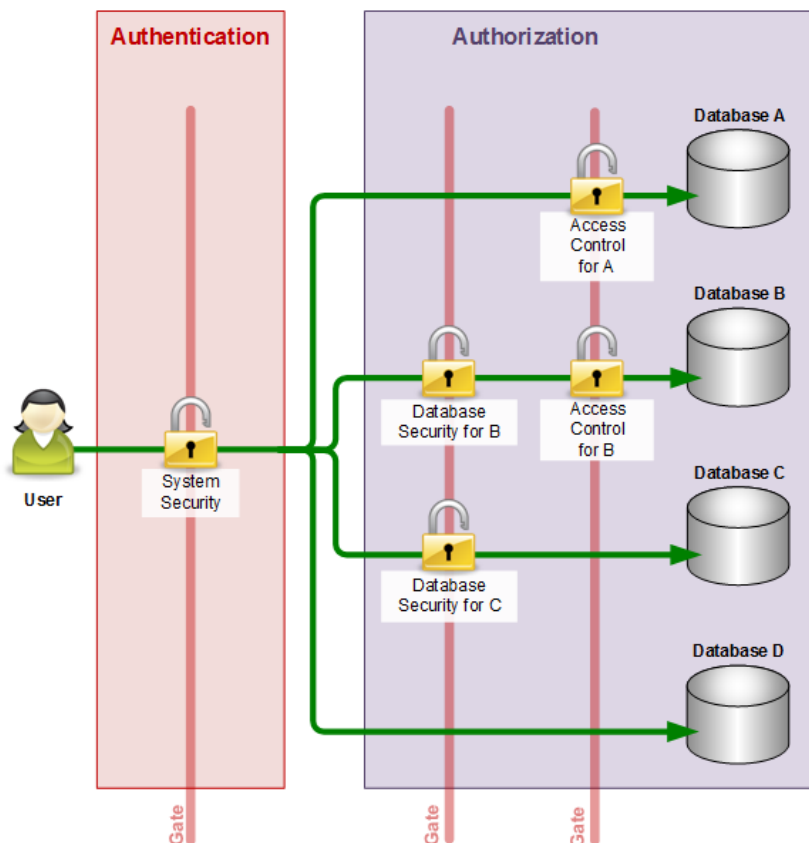 Authentication
Authorization
Database A
Access
Control
for A
Database B
Database
Security for B
Access
Control
for B
User
System
Security
Database C
Database
Security for C
Database D
Gate
Gate
Gate